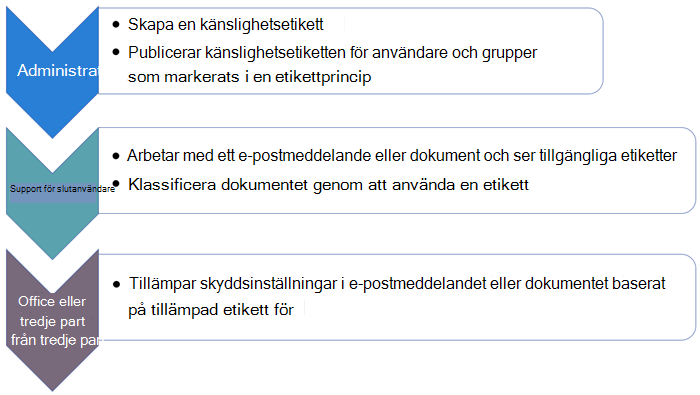 Administrat
• Skapa en känslighetsetikett
• Publicerar känslighetsetiketten för användare och grupper
som markerats i en etikettprincip
Support för slutanvändare
• Arbetar med ett e-postmeddelande eller dokument och ser tillgängliga etiketter
• Klassificera dokumentet genom att använda en etikett
Office eller
tredje part
från tredje par
• Tillämpar skyddsinställningar i e-postmeddelandet eller dokumentet baserat
på tillämpad etikett för